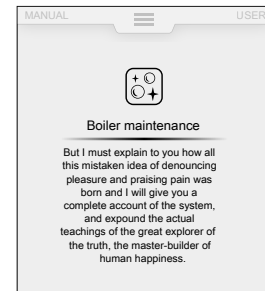 MANUAL
USER
Boiler maintenance
But I must explain to you how all
this mistaken idea of denouncing
pleasure and praising pain was
born and I will give you a
complete account of the system,
and expound the actual
teachings of the great explorer of
the truth, the master-builder of
human happiness.